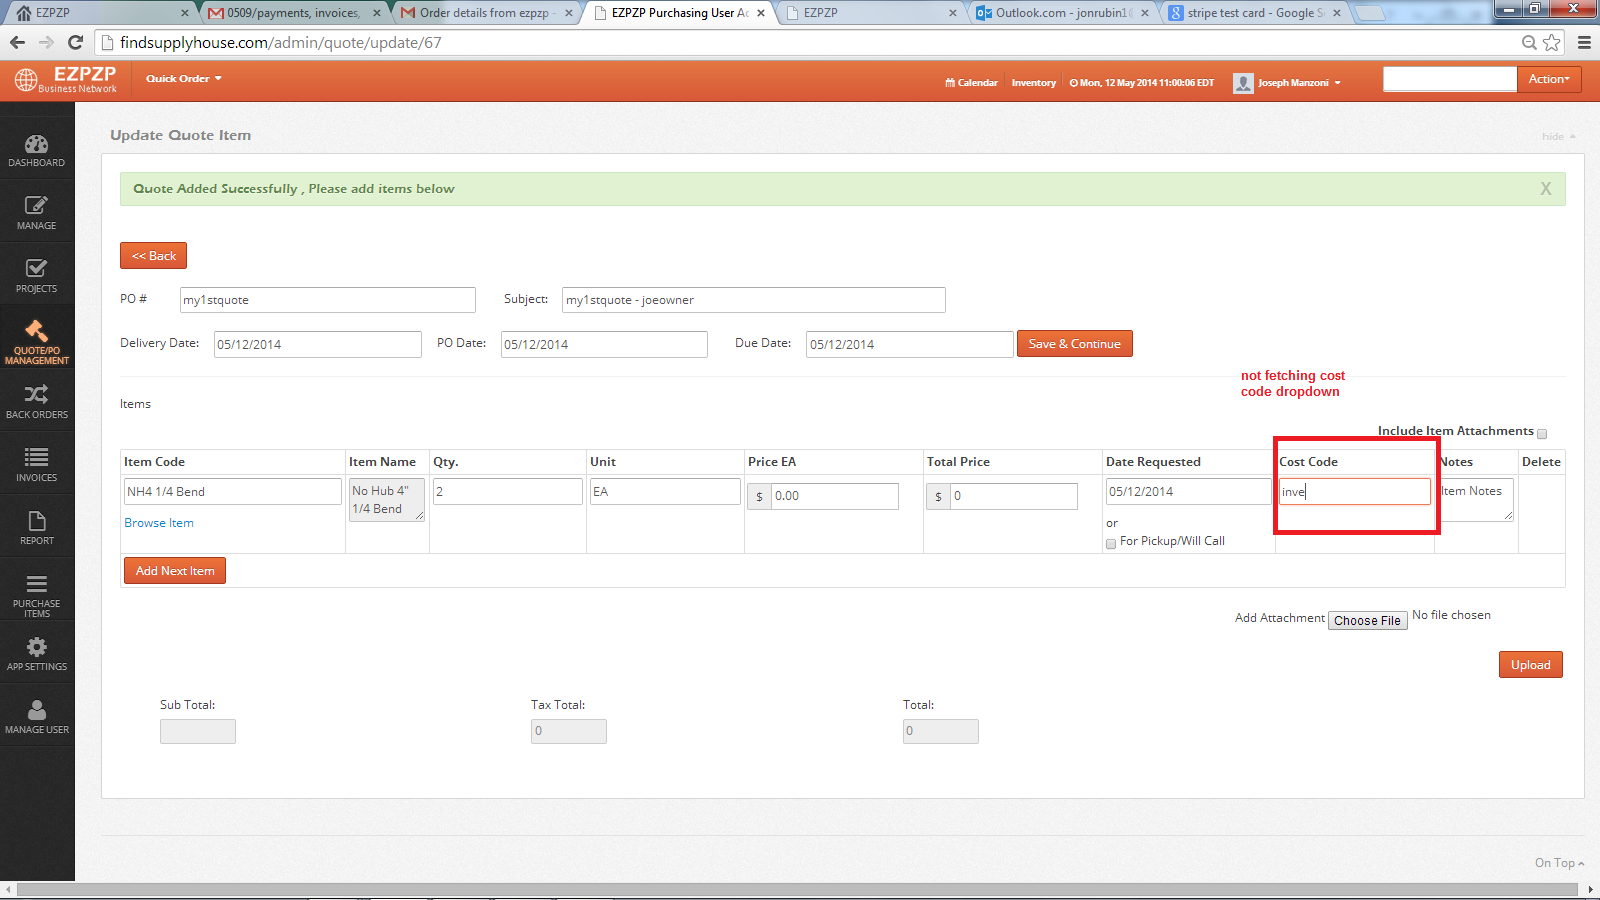 EZPZP
0509/payments, invoices,
Order details from ezpzp -
EZPZP Purchasing User Ac
EZPZP
Outlook.com - jonrubin1@
stripe test card - Google S
findsupplyhouse.com/admin/quote/update/67
EZPZP
Business Network
Quick Order
Calendar
Inventory
Mon, 12 May 2014 11:00:06 EDT
Joseph Manzoni
Action
DASHBOARD
MANAGE
PROJECTS
QUOTE/PO
MANAGEMENT
BACK ORDERS
INVOICES
REPORT
PURCHASE
ITEMS
APP SETTINGS
MANAGE USER
Update Quote Item
hide
Quote Added Successfully , Please add items below
X
<< Back
PO #
my1stquote
Subject:
my1stquote - joeowner
Delivery Date:
05/12/2014
PO Date:
05/12/2014
Due Date:
05/12/2014
Save & Continue
not fetching cost
code dropdown
Items
Include Item Attachments
Item Code
Item Name
Qty.
Unit
Price EA
Total Price
Date Requested
Cost Code
Notes
Delete
NH4 1/4 Bend
No Hub 4"
1/4 Bend
2
EA
$ 0.00
$ 0
05/12/2014
inve
Item Notes
Browse Item
or
For Pickup/Will Call
Add Next Item
Add Attachment
Choose File
No file chosen
Upload
Sub Total:
Tax Total:
0
Total:
0
On Top